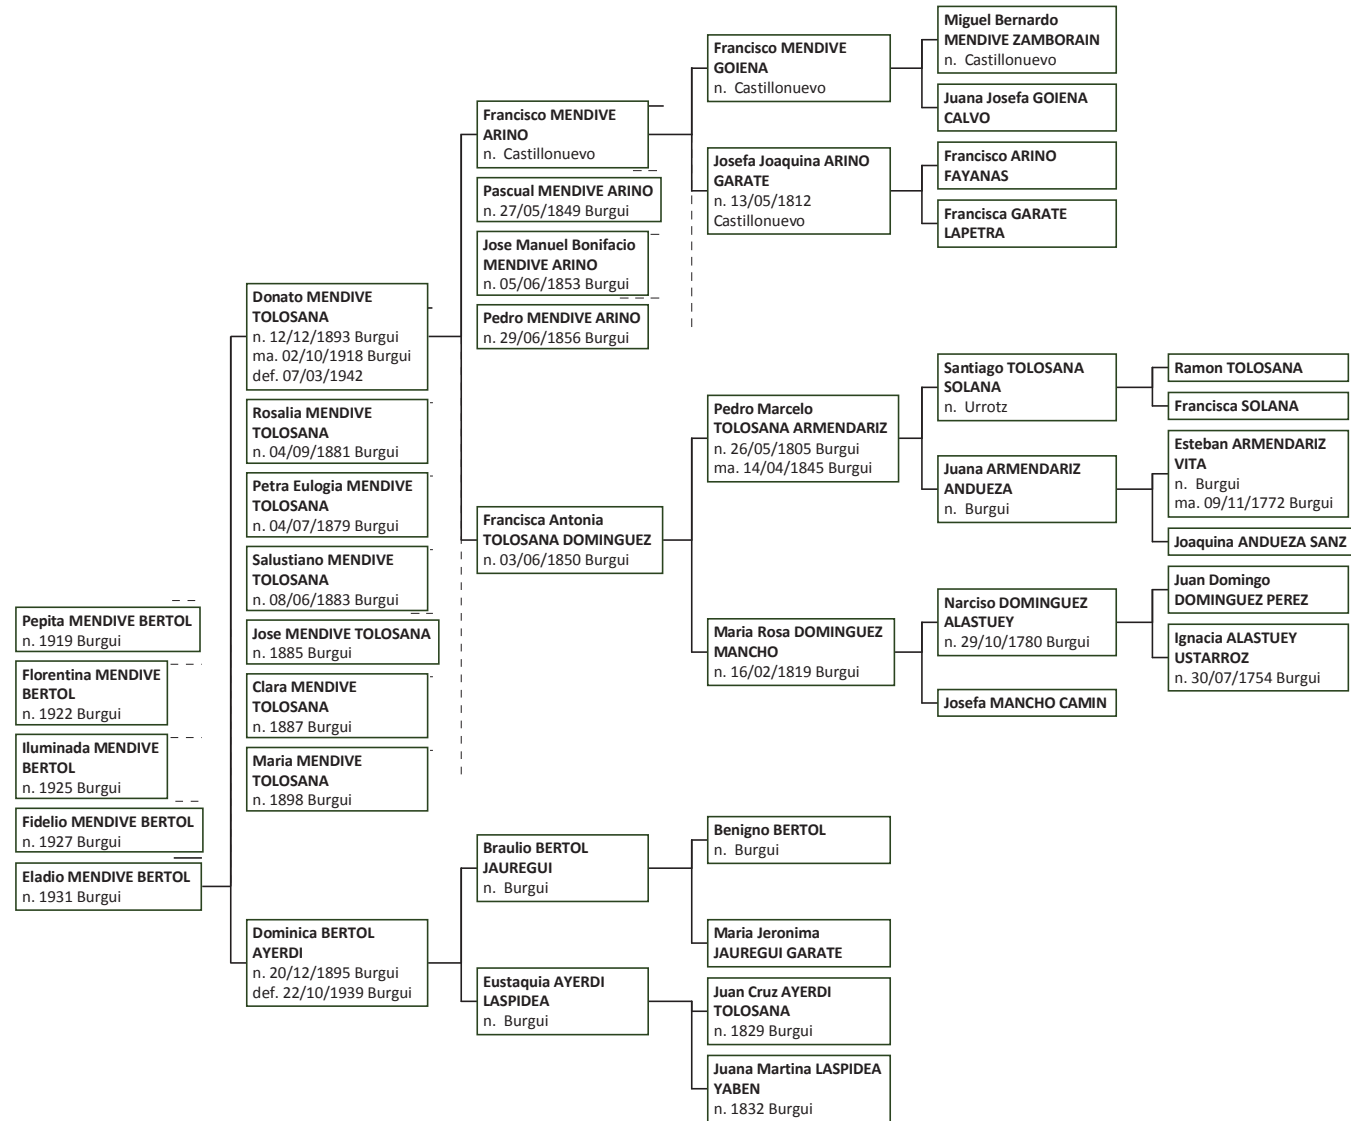 Pepita MENDIVE BERTOL
n. 1919 Burgui
Florentina MENDIVE
BERTOL
n. 1922 Burgui
Iluminada MENDIVE
BERTOL
n. 1925 Burgui
Fidelio MENDIVE BERTOL
n. 1927 Burgui
Eladio MENDIVE BERTOL
n. 1931 Burgui
Donato MENDIVE
TOLOSANA
n. 12/12/1893 Burgui
ma. 02/10/1918 Burgui
def. 07/03/1942
Rosalia MENDIVE
TOLOSANA
n. 04/09/1881 Burgui
Petra Eulogia MENDIVE
TOLOSANA
n. 04/07/1879 Burgui
Salustiano MENDIVE
TOLOSANA
n. 08/06/1883 Burgui
Jose MENDIVE TOLOSANA
n. 1885 Burgui
Clara MENDIVE
TOLOSANA
n. 1887 Burgui
Maria MENDIVE
TOLOSANA
n. 1898 Burgui
Dominica BERTOL
AYERDI
n. 20/12/1895 Burgui
def. 22/10/1939 Burgui
Francisco MENDIVE
ARINO
n. Castillonuevo
Pascual MENDIVE ARINO
n. 27/05/1849 Burgui
Jose Manuel Bonifacio
MENDIVE ARINO
n. 05/06/1853 Burgui
Pedro MENDIVE ARINO
n. 29/06/1856 Burgui
Francisca Antonia
TOLOSANA DOMINGUEZ
n. 03/06/1850 Burgui
Braulio BERTOL
JAUREGUI
n. Burgui
Eustaquia AYERDI
LASPIDEA
n. Burgui
Francisco MENDIVE
GOIENA
n. Castillonuevo
Josefa Joaquina ARINO
GARATE
n. 13/05/1812
Castillonuevo
Pedro Marcelo
TOLOSANA ARMENDARIZ
n. 26/05/1805 Burgui
ma. 14/04/1845 Burgui
Maria Rosa DOMINGUEZ
MANCHO
n. 16/02/1819 Burgui
Benigno BERTOL
n. Burgui
Maria Jeronima
JAUREGUI GARATE
Juan Cruz AYERDI
TOLOSANA
n. 1829 Burgui
Juana Martina LASPIDEA
YABEN
n. 1832 Burgui
Miguel Bernardo
MENDIVE ZAMBORAIN
n. Castillonuevo
Juana Josefa GOIENA
CALVO
Francisco ARINO
FAYANAS
Francisca GARATE
LAPETRA
Santiago TOLOSANA
SOLANA
n. Urrotz
Juana ARMENDARIZ
ANDUEZA
n. Burgui
Narciso DOMINGUEZ
ALASTUEY
n. 29/10/1780 Burgui
Josefa MANCHO CAMIN
Ramon TOLOSANA
Francisca SOLANA
Esteban ARMENDARIZ
VITA
n. Burgui
ma. 09/11/1772 Burgui
Joaquina ANDUEZA SANZ
Juan Domingo
DOMINGUEZ PEREZ
Ignacia ALASTUEY
USTARROZ
n. 30/07/1754 Burgui